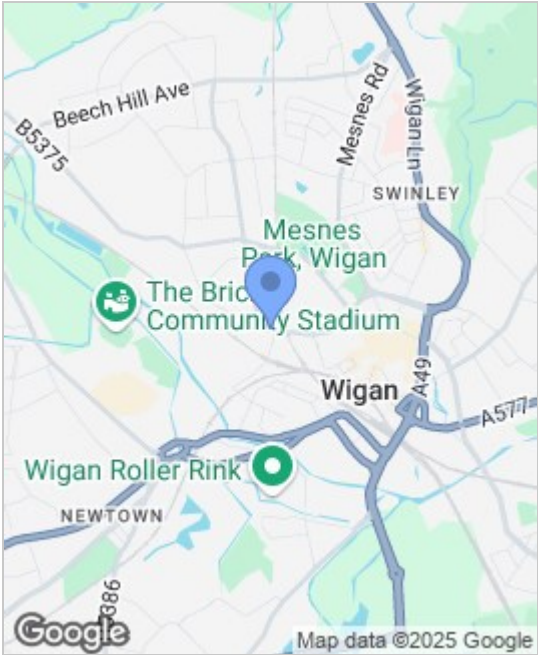 Beech Hill Ave
B5375
Mesnes Rd
Wigan Ln
SWINLEY
Mesnes
Park, Wigan
The Brick
Community Stadium
Wigan
A49
A577
Wigan Roller Rink
NEWTOWN
Google
Map data ©2025 Google